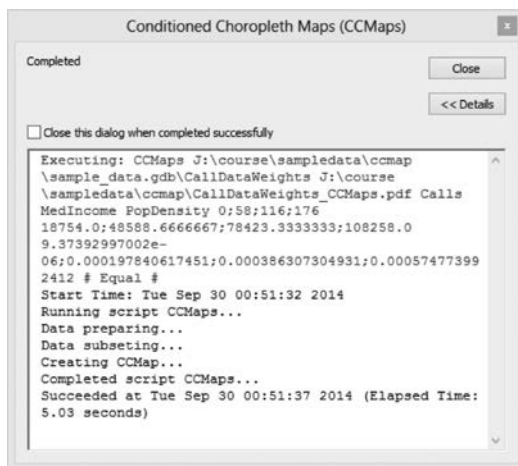 Conditioned Choropleth Maps (CCMaps)
x
Completed
Close
<< Details
Close this dialog when completed successfully
Executing: CCMaps J:\course\sampledata\ccmap
\sample_data.gdb\CallDataWeights J:\course
\sampledata\ccmap\CallDataWeights_CCMaps.pdf Calls
MedIncome PopDensity 0;58;116;176
18754.0;48588.6666667;78423.3333333;108258.0
9.37392997002e-
06;0.000197840617451;0.000386307304931;0.00057477399
2412 # Equal #
Start Time: Tue Sep 30 00:51:32 2014
Running script CCMaps...
Data preparing...
Data subseting...
Creating CCMap...
Completed script CCMaps...
Succeeded at Tue Sep 30 00:51:37 2014 (Elapsed Time:
5.03 seconds)